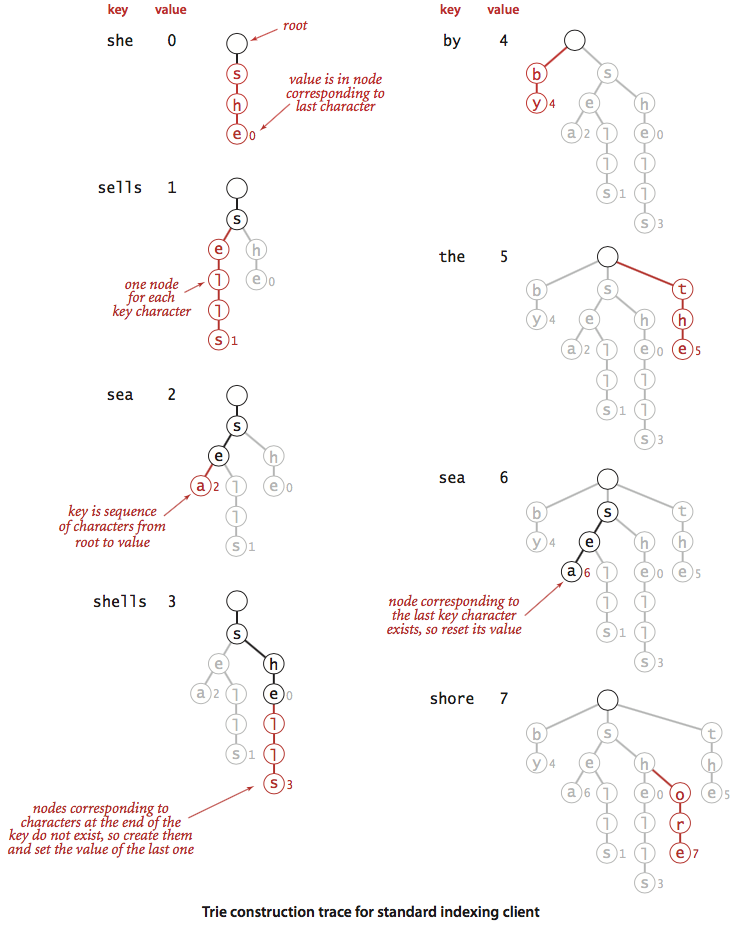 key value
she 0
root
s
h
e 0
value is in node
corresponding to
last character
sells 1
s
e h
l e 0
l
s 1
one node
for each
key character
sea 2
s
e h
a 2 l e 0
l
s 1
key is sequence
of characters from
root to value
shells 3
s
e h
a 2 l e 0
l l
s 1 l
s 3
nodes corresponding to
characters at the end of the
key do not exist, so create them
and set the value of the last one
key value
by 4
b s
y 4 e h
a 2 l e 0
l l
s 1 l
s 3
the 5
b s t
y 4 e h h
a 2 l e 0 e 5
l l
s 1 l
s 3
sea 6
b s t
y 4 e h h
a 6 l e 0 e 5
l l
s 1 l
s 3
node corresponding to
the last key character
exists, so reset its value
shore 7
b s t
y 4 e h h
a 6 l e 0 o e 5
l l r
s 1 l e 7
s 3
Trie construction trace for standard indexing client